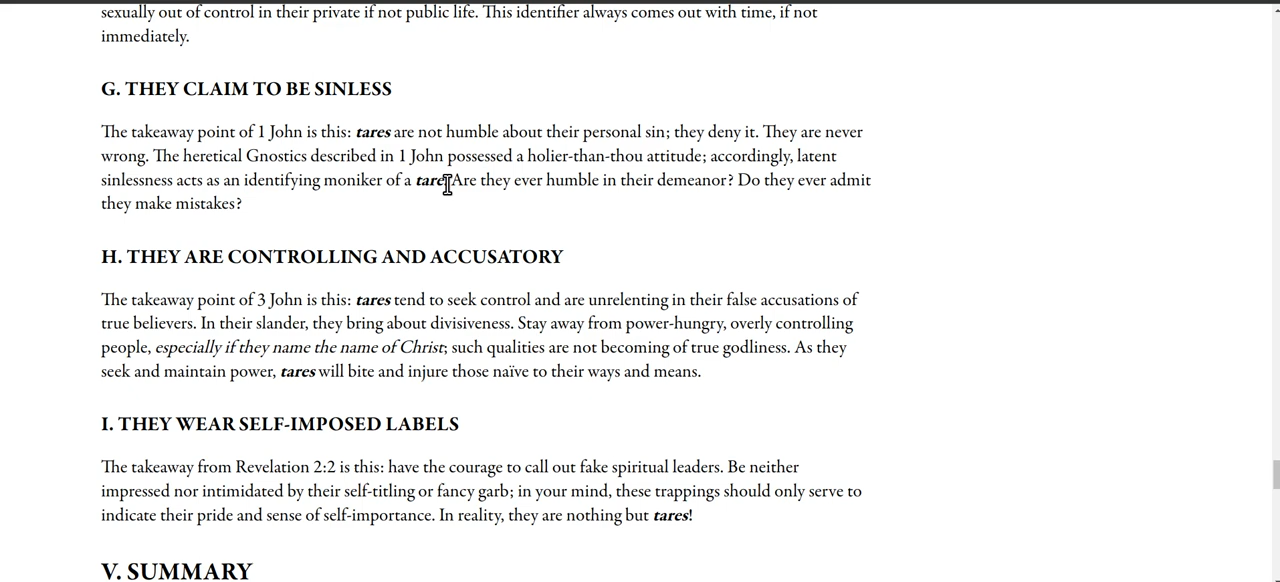 sexually out of control in their private if not public life. This identifier always comes out with time, if not
immediately.
G. THEY CLAIM TO BE SINLESS
The takeaway point of 1 John is this: tares are not humble about their personal sin; they deny it. They are never
wrong. The heretical Gnostics described in 1 John possessed a holier-than-thou attitude; accordingly, latent
sinlessness acts as an identifying moniker of a tare. Are they ever humble in their demeanor? Do they ever admit
they make mistakes?
H. THEY ARE CONTROLLING AND ACCUSATORY
The takeaway point of 3 John is this: tares tend to seek control and are unrelenting in their false accusations of
true believers. In their slander, they bring about divisiveness. Stay away from power-hungry, overly controlling
people, especially if they name the name of Christ; such qualities are not becoming of true godliness. As they
seek and maintain power, tares will bite and injure those naïve to their ways and means.
I. THEY WEAR SELF-IMPOSED LABELS
The takeaway from Revelation 2:2 is this: have the courage to call out fake spiritual leaders. Be neither
impressed nor intimidated by their self-titling or fancy garb; in your mind, these trappings should only serve to
indicate their pride and sense of self-importance. In reality, they are nothing but tares!
V. SUMMARY